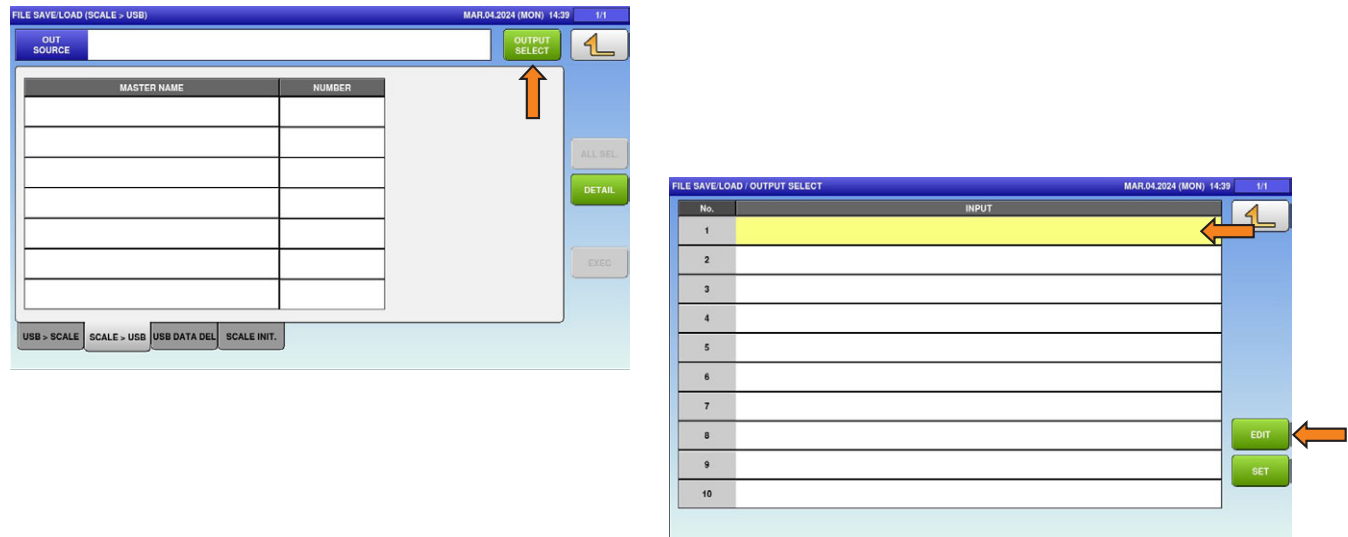 FILE SAVE/LOAD (SCALE > USB) MAR.04.2024 (MON) 14:39 1/1
OUT
SOURCE
OUTPUT
SELECT
MASTER NAME NUMBER
ALL SEL.
DETAIL
EXEC
USB > SCALE SCALE > USB USB DATA DEL SCALE INIT.
FILE SAVE/LOAD / OUTPUT SELECT MAR.04.2024 (MON) 14:39 1/1
No. INPUT
1
2
3
4
5
6
7
8
EDIT
9
SET
10